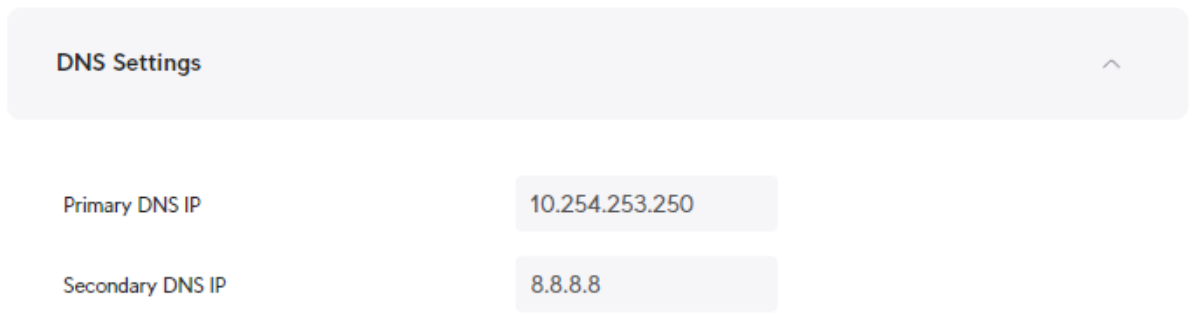 DNS Settings
Primary DNS IP 10.254.253.250
Secondary DNS IP 8.8.8.8